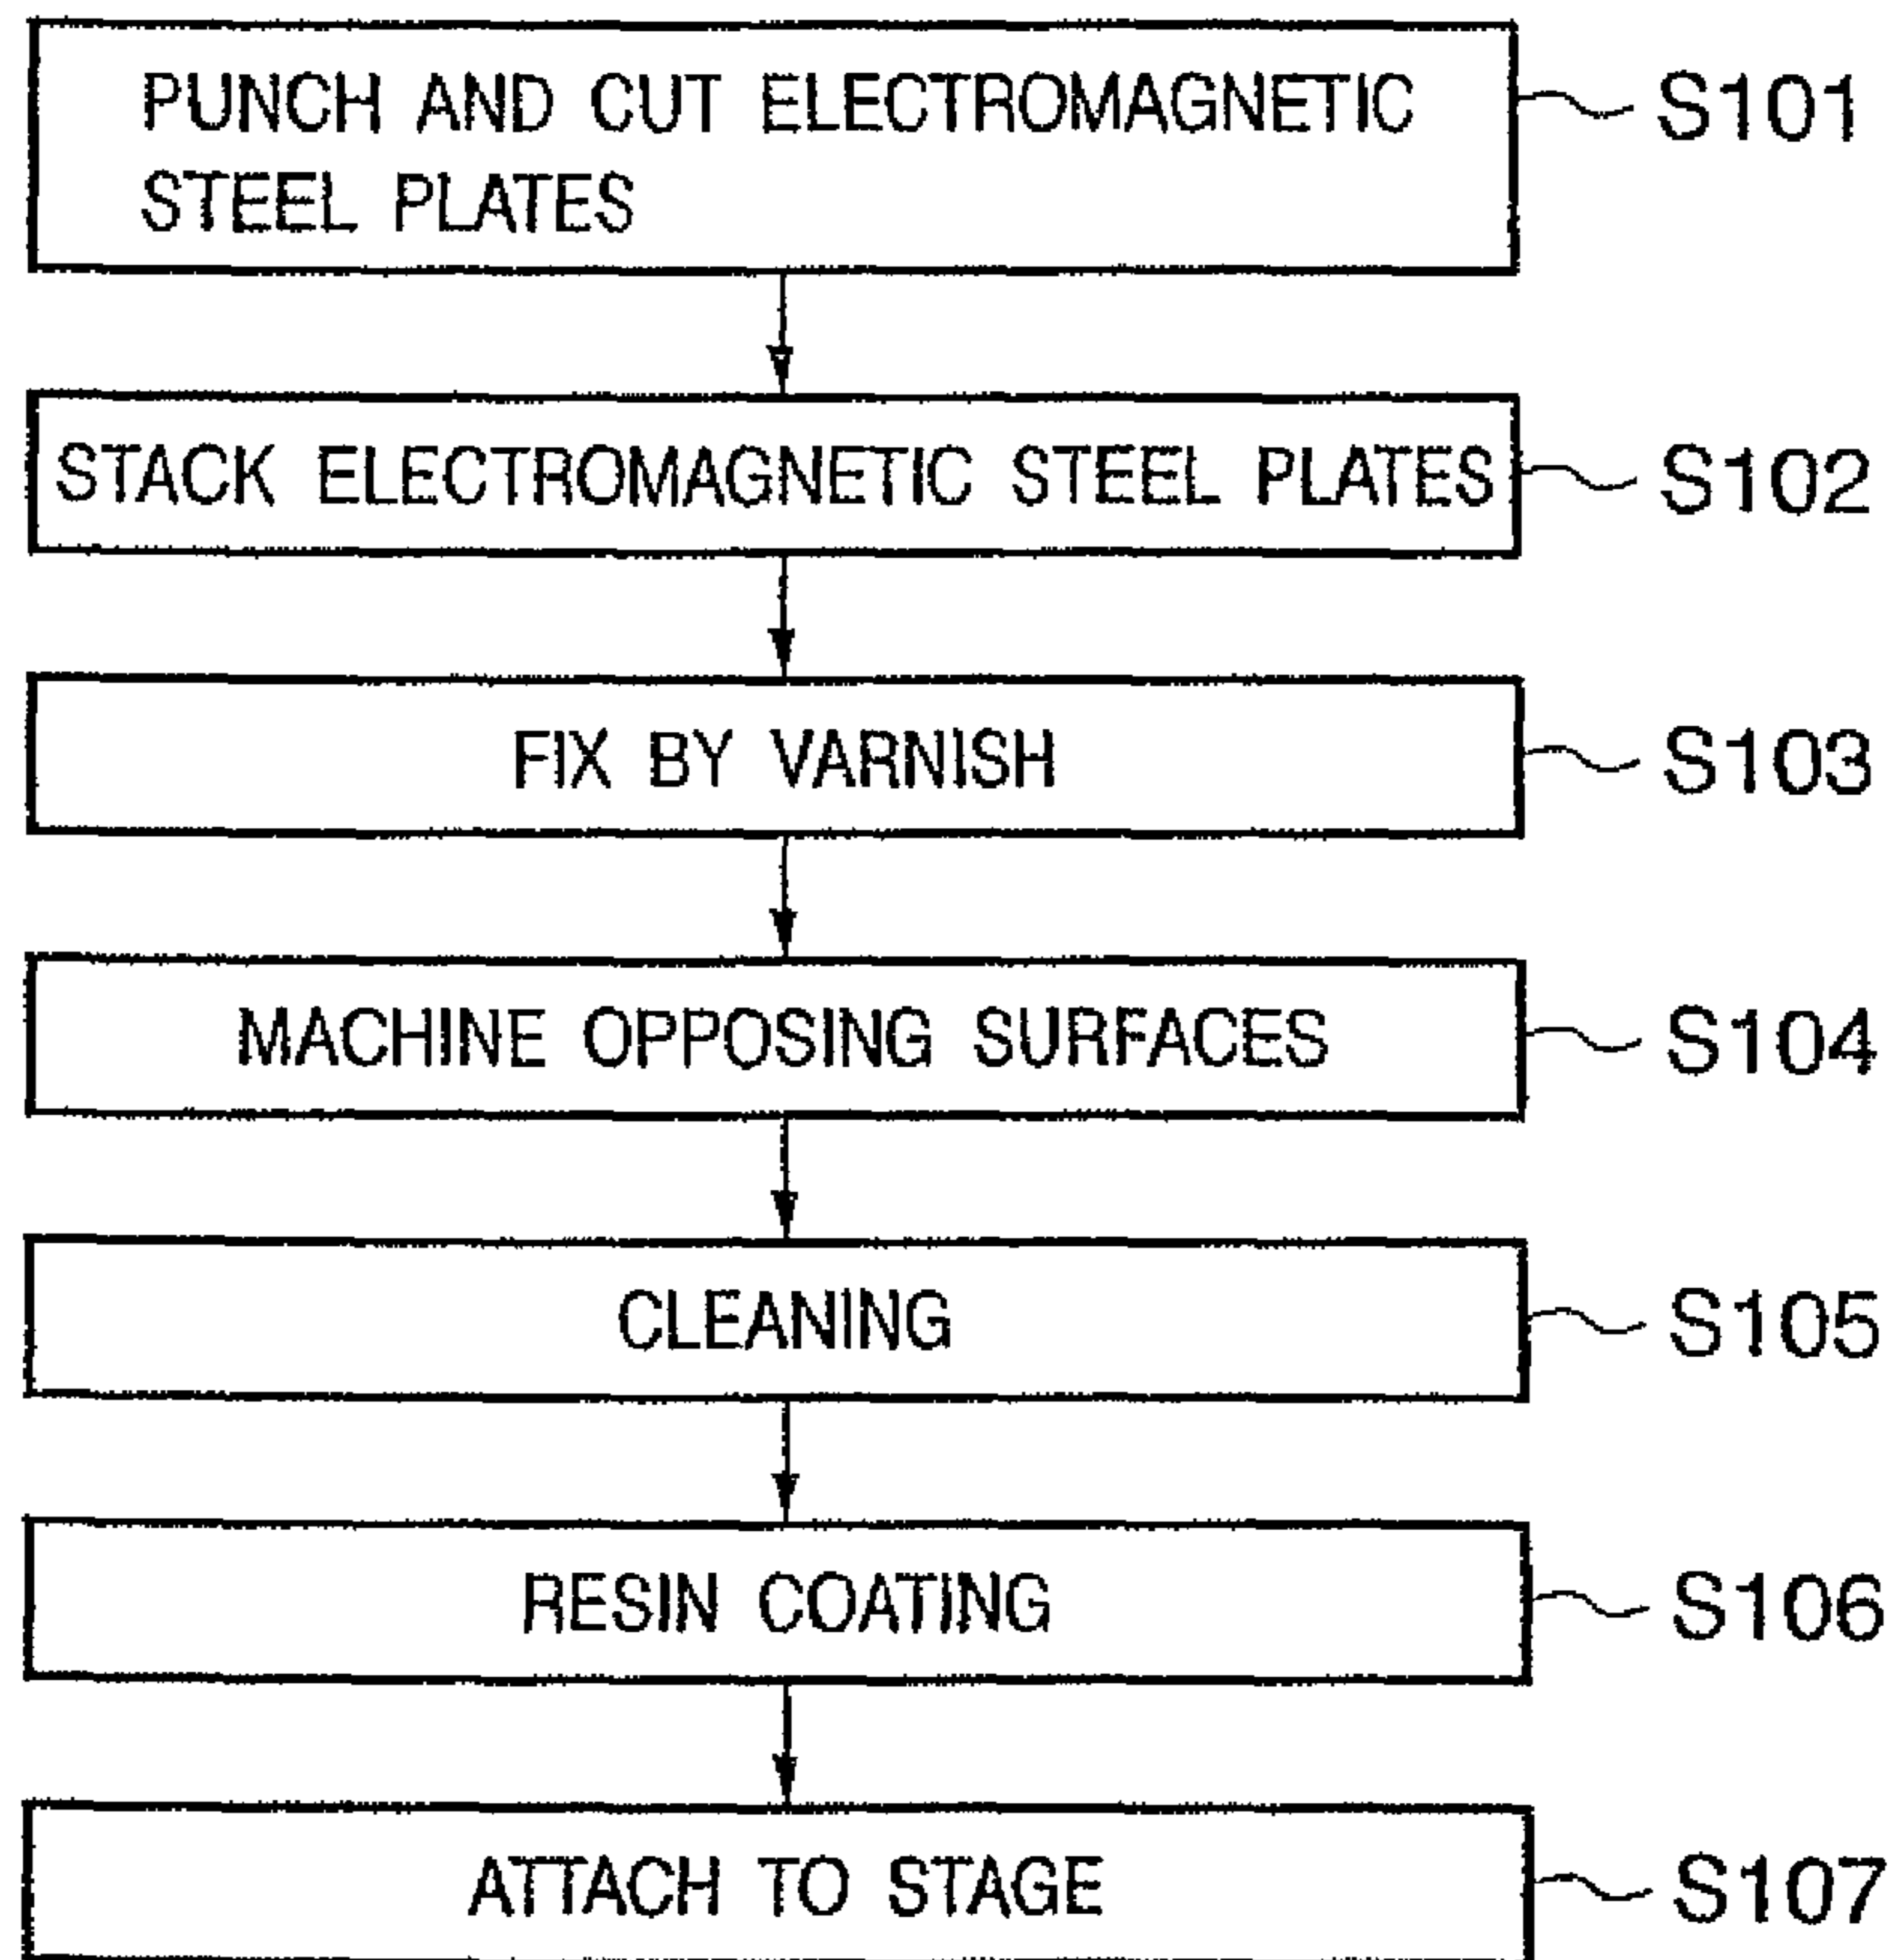 PUNCH AND CUT ELECTROMAGNETIC
STEEL PLATES
S101
STACK ELECTROMAGNETIC STEEL PLATES
S102
FIX BY VARNISH
S103
MACHINE OPPOSING SURFACES
S104
CLEANING
S105
RESIN COATING
S106
ATTACH TO STAGE
S107